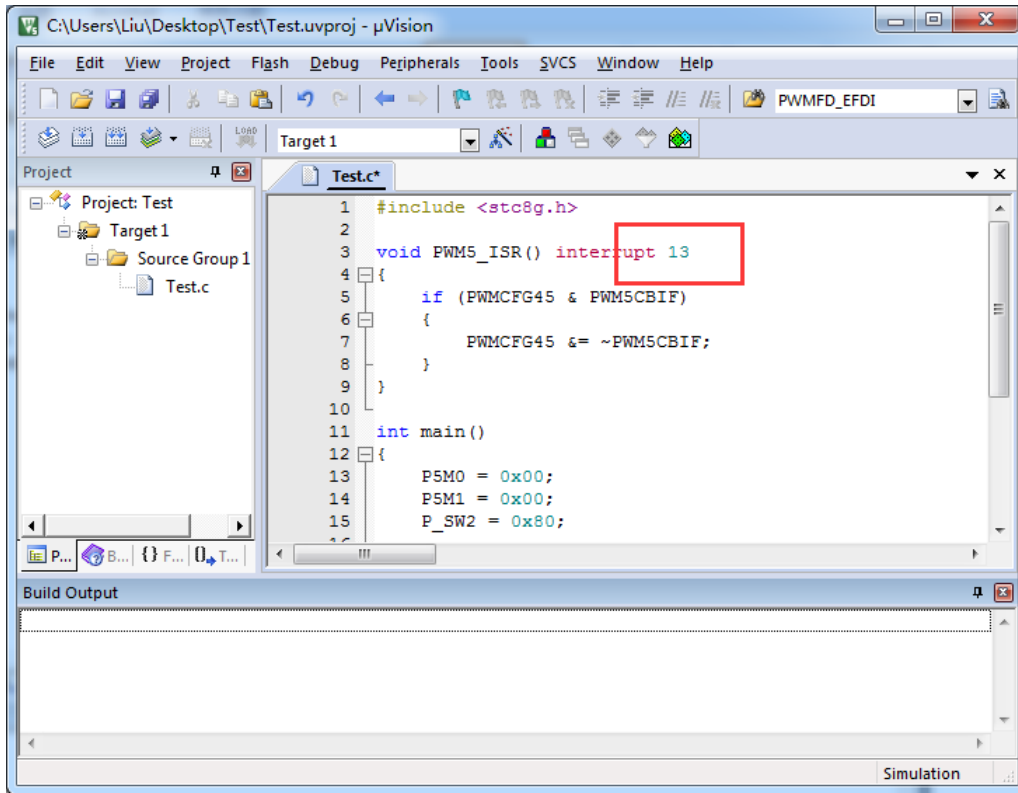 C:\Users\Liu\Desktop\Test\Test.uvproj - µVision
File Edit View Project Flash Debug Peripherals Tools SVCS Window Help
PWMFD_EFDI
LOAD Target 1
Project
Test.c*
Project: Test
Target 1
Source Group 1
Test.c
1 #include <stc8g.h>
2
3 void PWM5_ISR() interrupt 13
4 {
5 if (PWMCFG45 & PWM5CBIF)
6 {
7 PWMCFG45 &= ~PWM5CBIF;
8 }
9 }
10
11 int main()
12 {
13 P5M0 = 0x00;
14 P5M1 = 0x00;
15 P_SW2 = 0x80;
P... B... {} F... T...
Build Output
Simulation